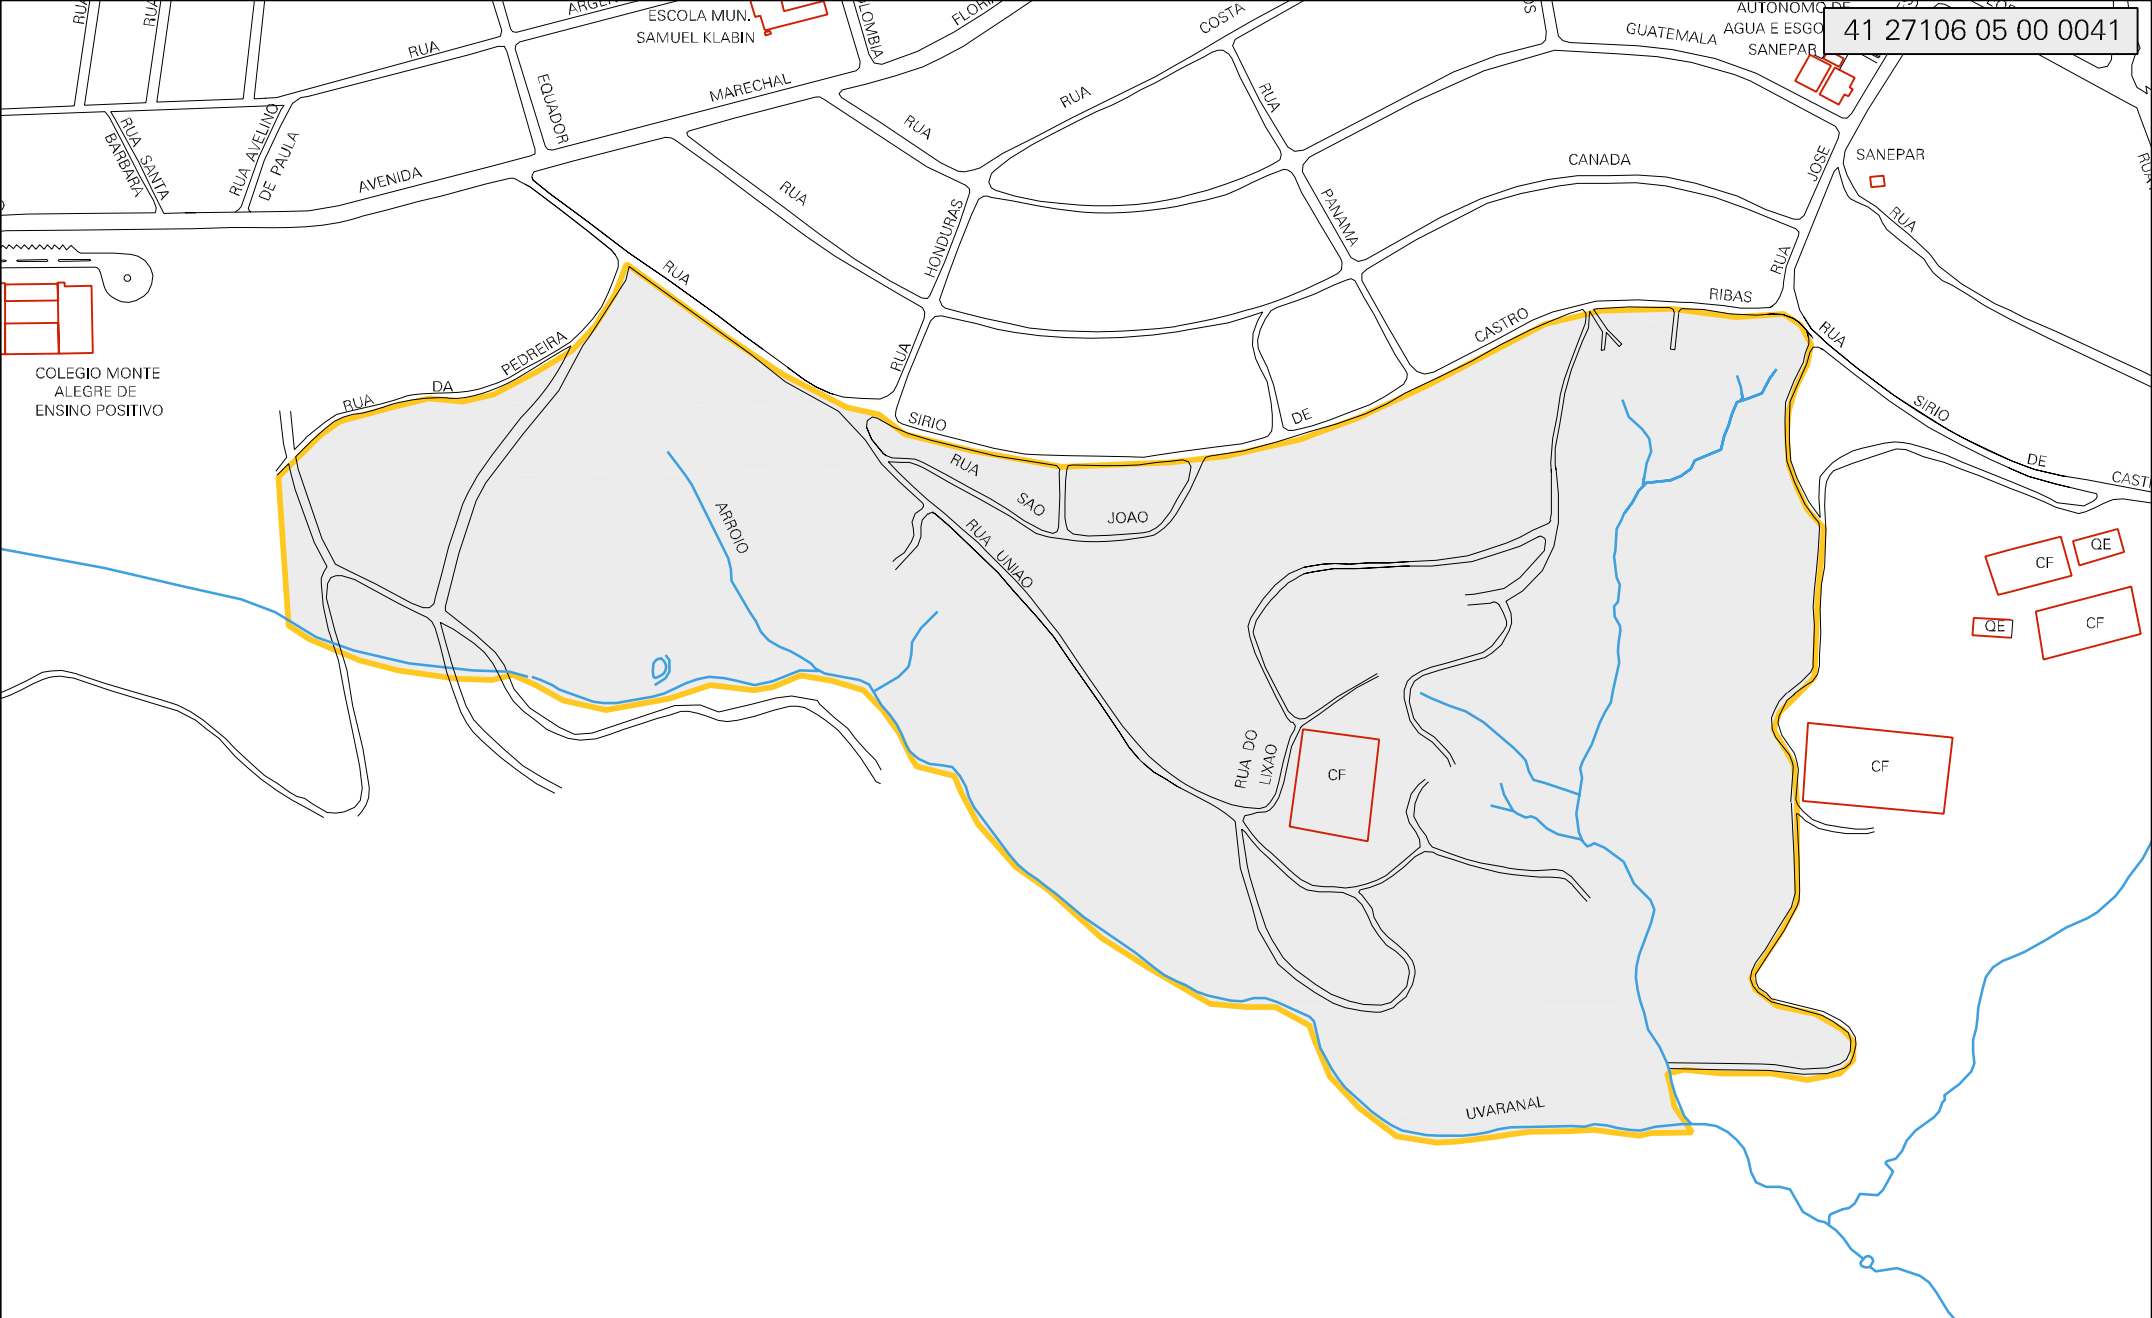 RUA
RUA
ESCOLA MUN.
SAMUEL KLABIN
COSTA
GUATEMALA
AUTONOMO DE
AGUA E ESGO
SANEPAR
41 27106 05 00 0041
RUA
EQUADOR
MARECHAL
RUA
RUA
RUA
RUA SANTA
BARBARA
RUA AVELINO
DE PAULA
AVENIDA
RUA
HONDURAS
PANAMA
CANADA
JOSE
SANEPAR
RUA
RUA
RUA
RUA
RIBAS
CASTRO
RUA
RUA
COLEGIO MONTE
ALEGRE DE
ENSINO POSITIVO
RUA
DA
PEDREIRA
SIRIO
DE
SIRIO
DE
RUA
SAO
JOAO
ARROIO
RUA UNIAO
CF
QE
QE
CF
RUA DO
LIXAO
CF
CF
UVARANAL